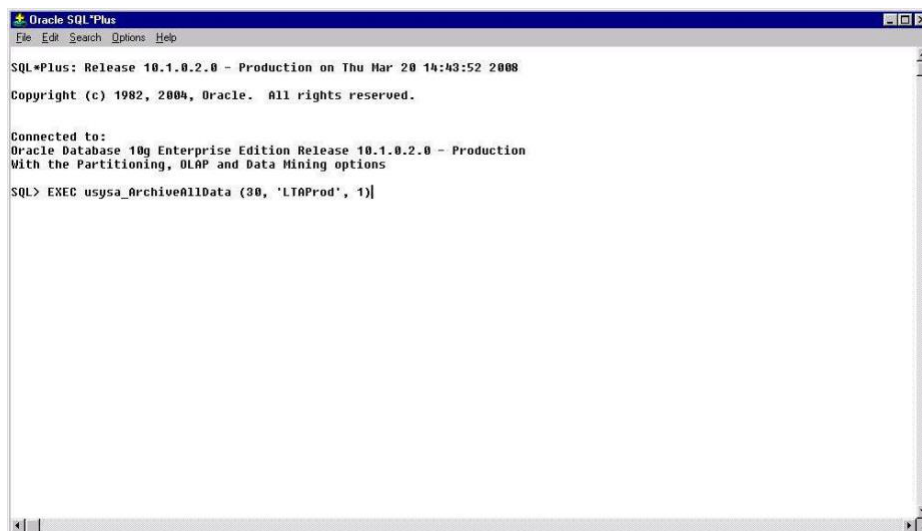 Oracle SQL*Plus
File Edit Search Options Help
SQL*Plus: Release 10.1.0.2.0 - Production on Thu Mar 20 14:43:52 2008
Copyright (c) 1982, 2004, Oracle.  All rights reserved.
Connected to:
Oracle Database 10g Enterprise Edition Release 10.1.0.2.0 - Production
With the Partitioning, OLAP and Data Mining options
SQL> EXEC usysa_ArchiveAllData (30, 'LTAProd', 1)